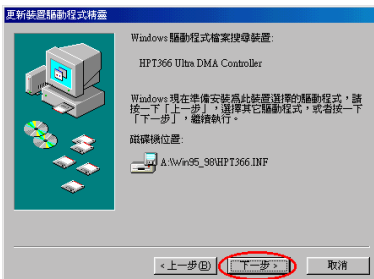 更新裝置驅動程式精靈
Windows 驅動程式檔案搜尋裝置:
HPT366 Ultra DMA Controller
Windows 現在準備安裝為此裝置選擇的驅動程式，請
按一下「上一步」，選擇其它驅動程式，或者按一下
「下一步」，繼續執行。
磁碟機位置:
A:\Win95_98\HPT366.INF
<上一步(B)
下一步>
取消